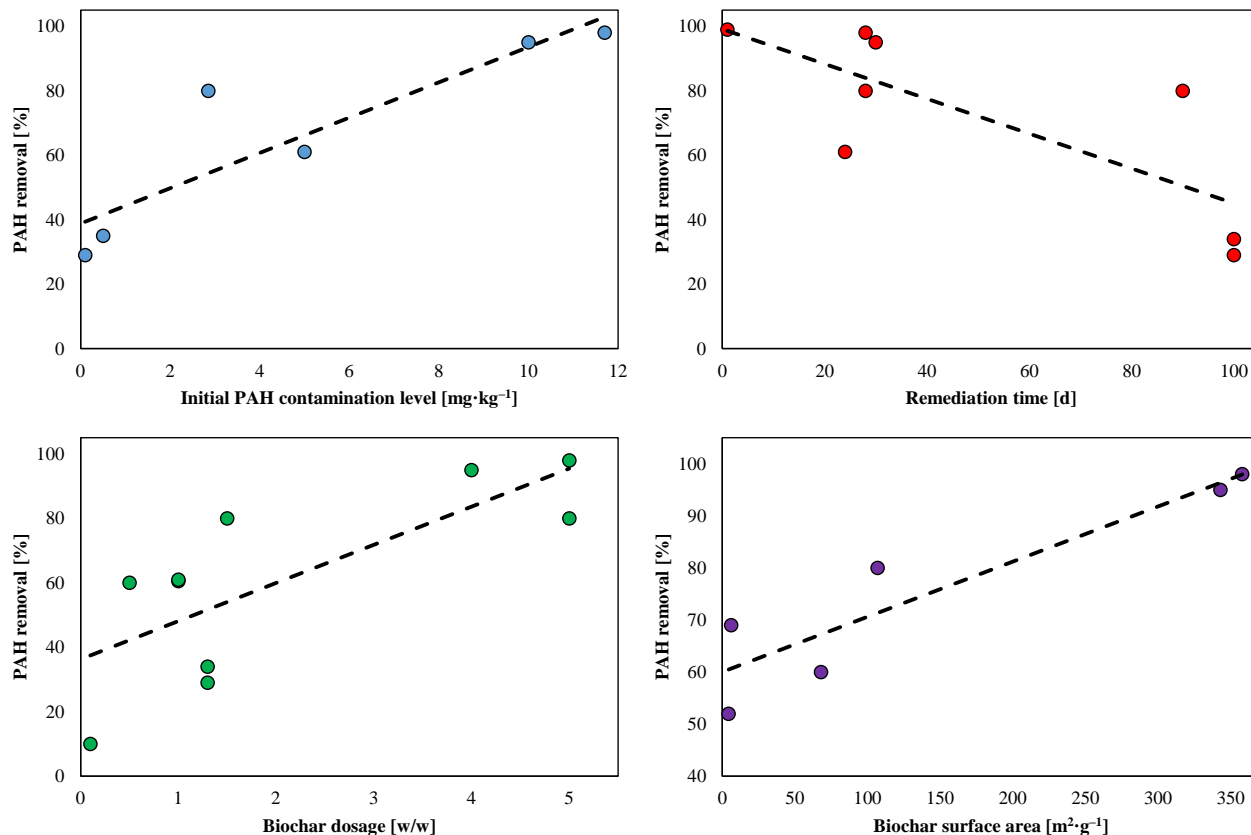 100
80
60
40
20
0
PAH removal [%]
0 2 4 6 8 10 12
Initial PAH contamination level [mg·kg⁻¹]
100
80
60
40
20
0
PAH removal [%]
0 20 40 60 80 100
Remediation time [d]
100
80
60
40
20
0
PAH removal [%]
0 1 2 3 4 5
Biochar dosage [w/w]
100
90
80
70
60
50
40
PAH removal [%]
0 50 100 150 200 250 300 350
Biochar surface area [m²·g⁻¹]